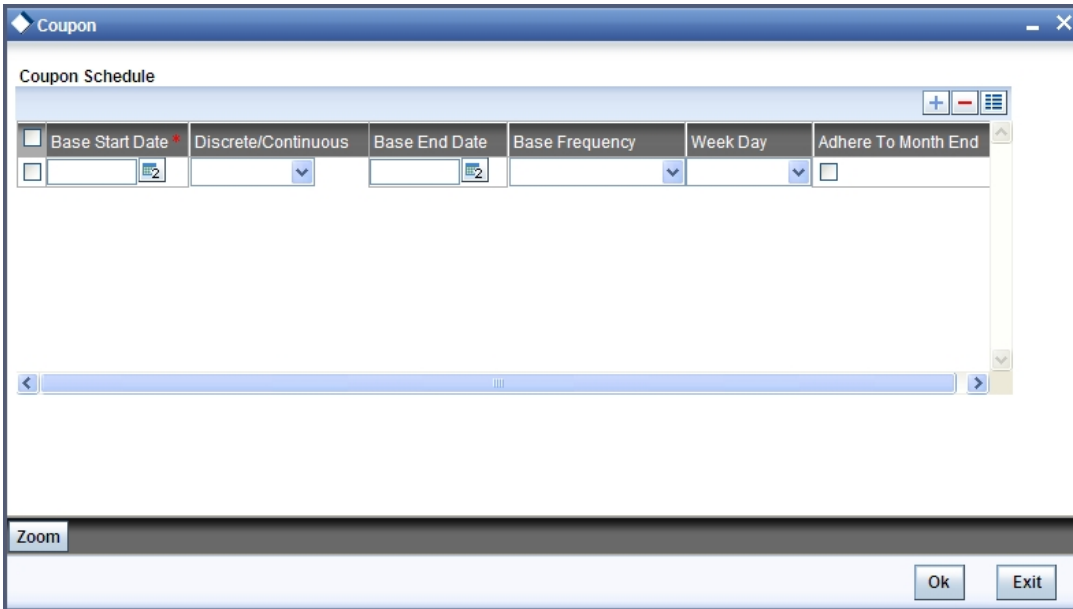 Coupon
Coupon Schedule
Base Start Date * Discrete/Continuous Base End Date Base Frequency Week Day Adhere To Month End
Zoom
Ok Exit